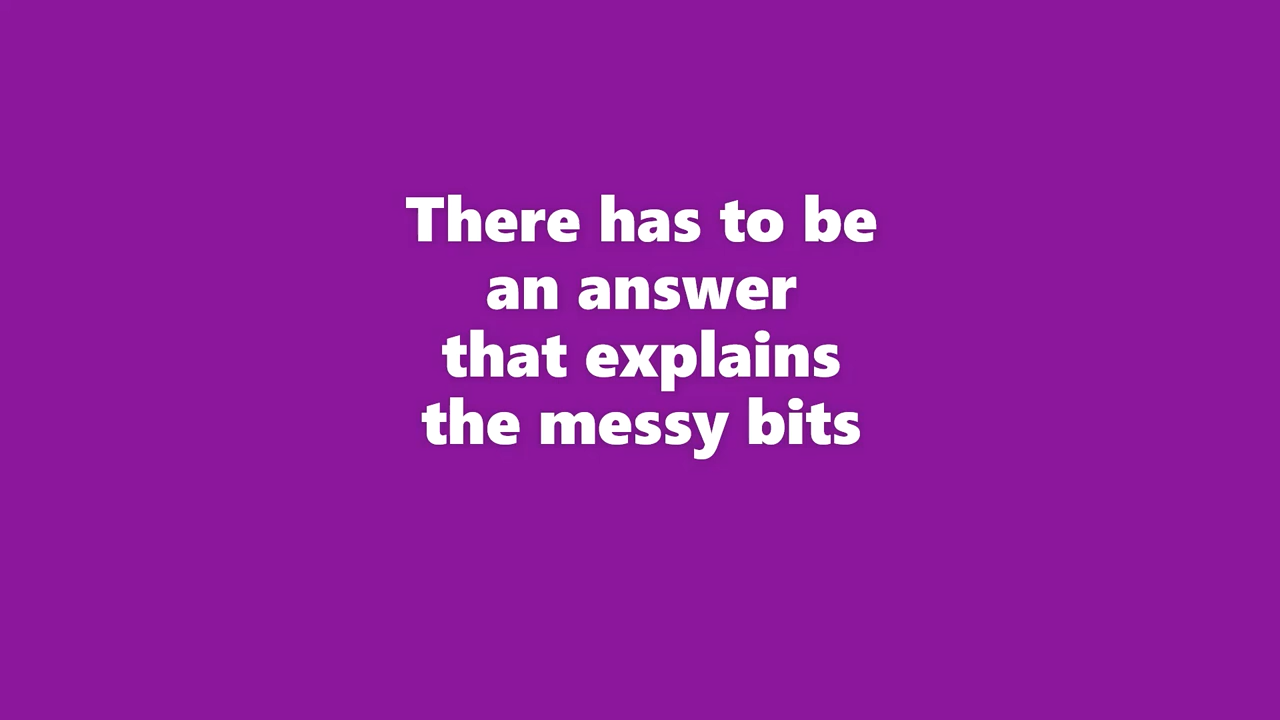 There has to be
an answer
that explains
the messy bits